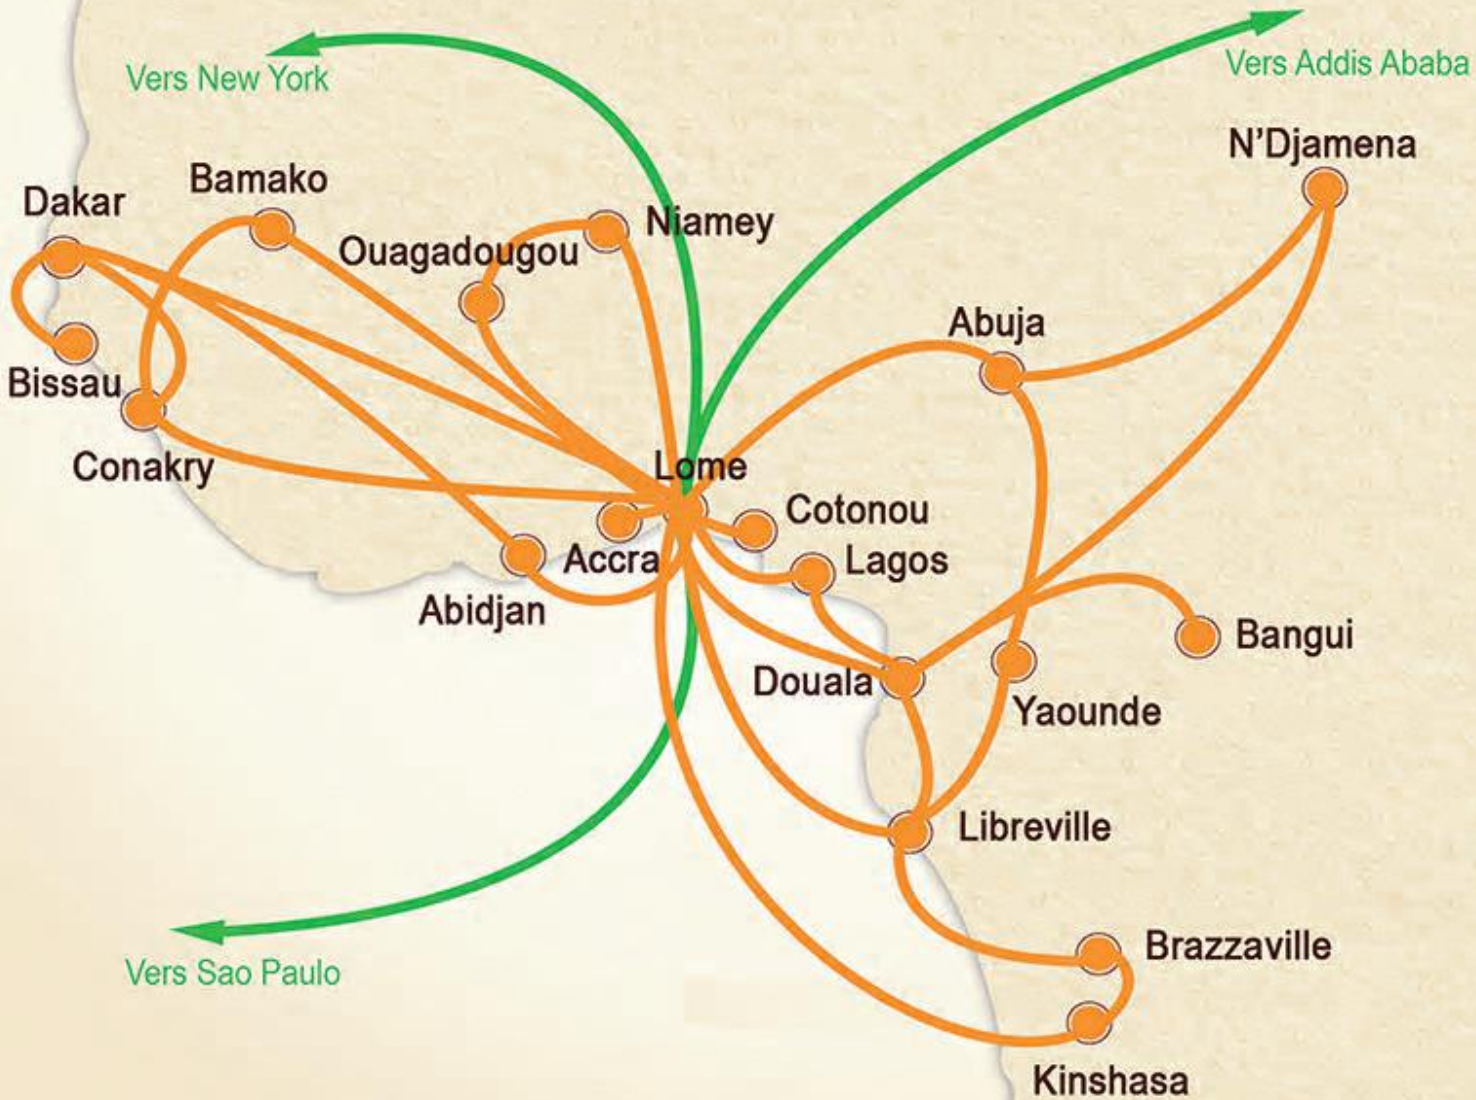 Vers New York
Vers Addis Ababa
N'Djamena
Bamako
Dakar
Niamey
Ouagadougou
Abuja
Bissau
Conakry
Lome
Cotonou
Accra
Lagos
Abidjan
Bangui
Douala
Yaounde
Libreville
Brazzaville
Vers Sao Paulo
Kinshasa